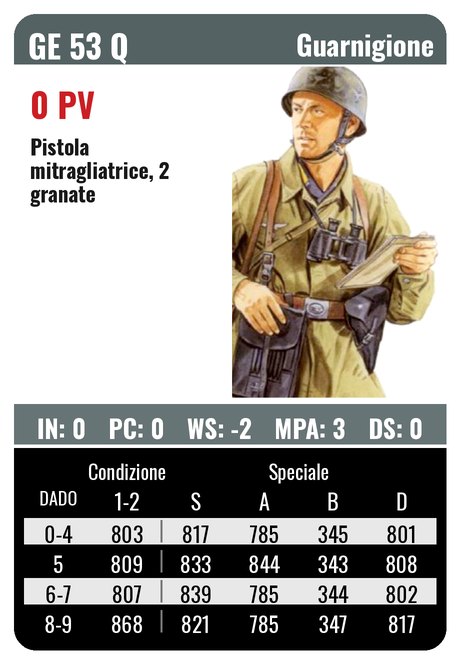 GE 53 Q Guarnigione
0 PV
Pistola
mitragliatrice, 2
granate
IN: 0 PC: 0 WS: -2 MPA: 3 DS: 0
Condizione Speciale
DADO 1-2 S A B D
0-4 803 817 785 345 801
5 809 833 844 343 808
6-7 807 839 785 344 802
8-9 868 821 785 347 817